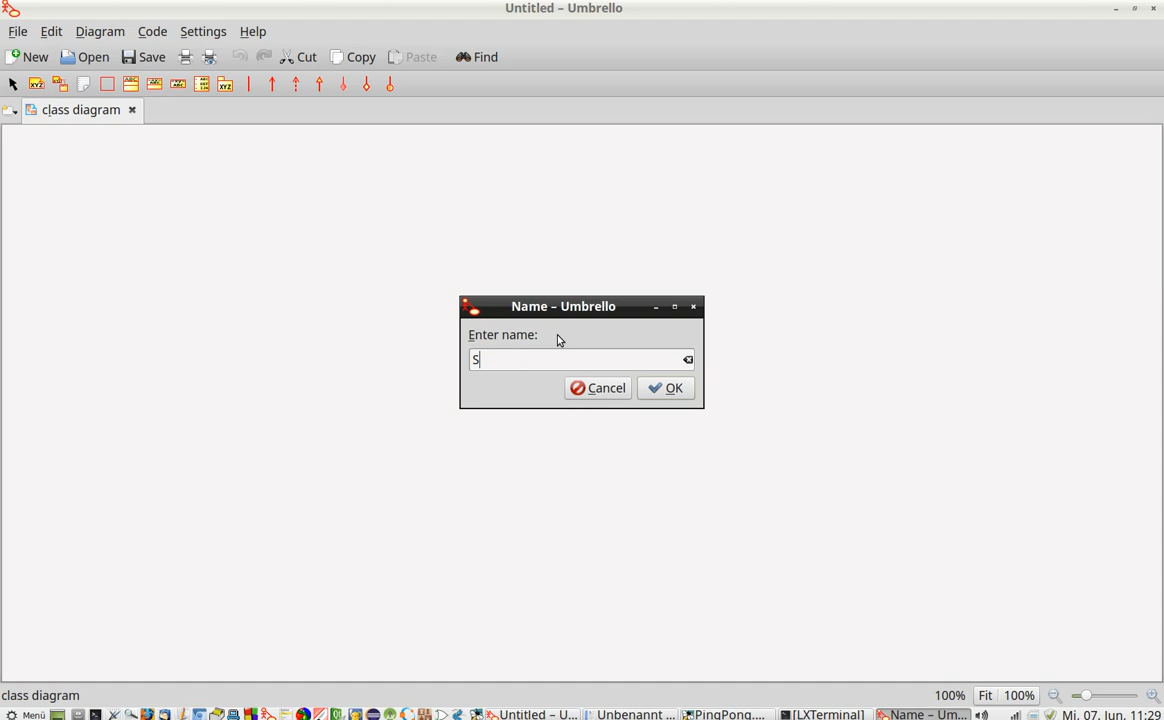 Untitled – Umbrello
File Edit Diagram Code Settings Help
New Open Save Cut Copy Paste Find
class diagram
Name – Umbrello
Enter name:
S
Cancel OK
class diagram 100% Fit 100%
Menü Untitled – U... Unbenannt ... PingPong.... [LXTerminal] Name – Um... Mi, 07. Jun, 11:29